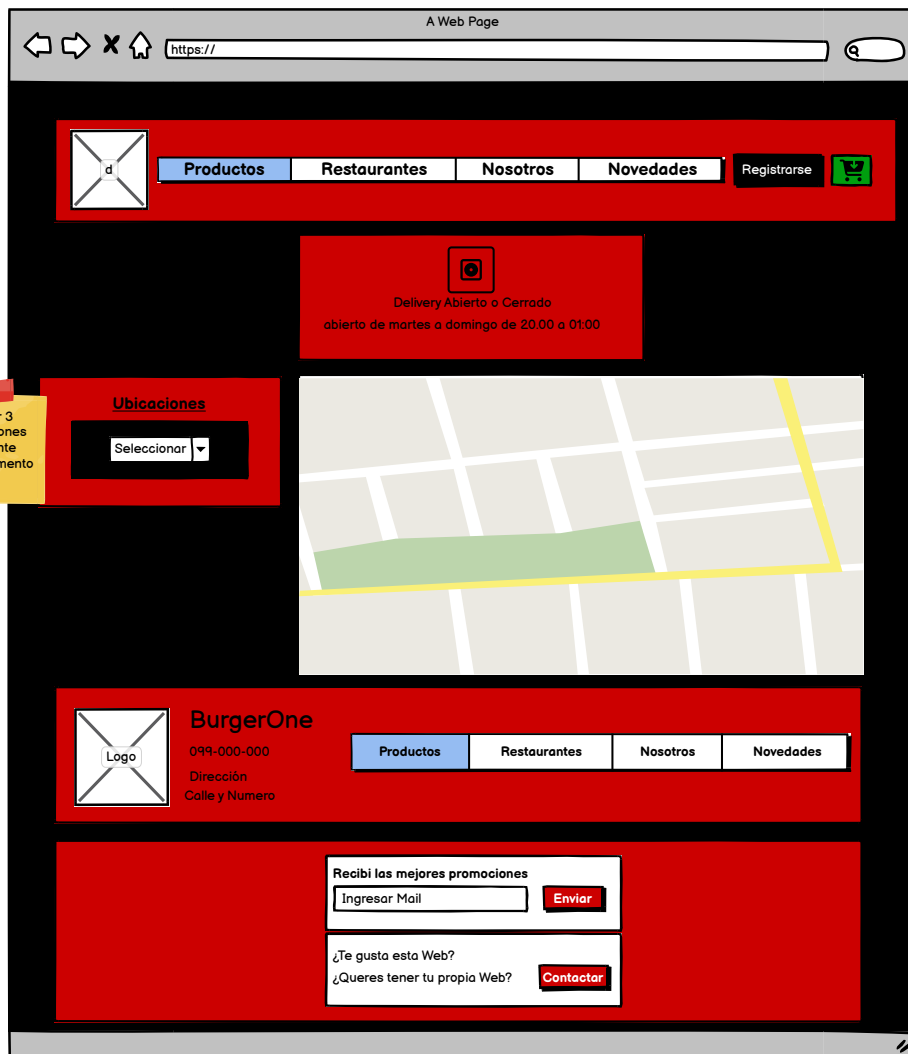 A Web Page
https://
d
Productos
Restaurantes
Nosotros
Novedades
Registrarse
Delivery Abierto o Cerrado
abierto de martes a domingo de 20.00 a 01:00
Ubicaciones
Seleccionar
3
Logo
BurgerOne
099-000-000
Dirección
Calle y Numero
Productos
Restaurantes
Nosotros
Novedades
Recibi las mejores promociones
Ingresar Mail
Enviar
¿Te gusta esta Web?
¿Queres tener tu propia Web?
Contactar